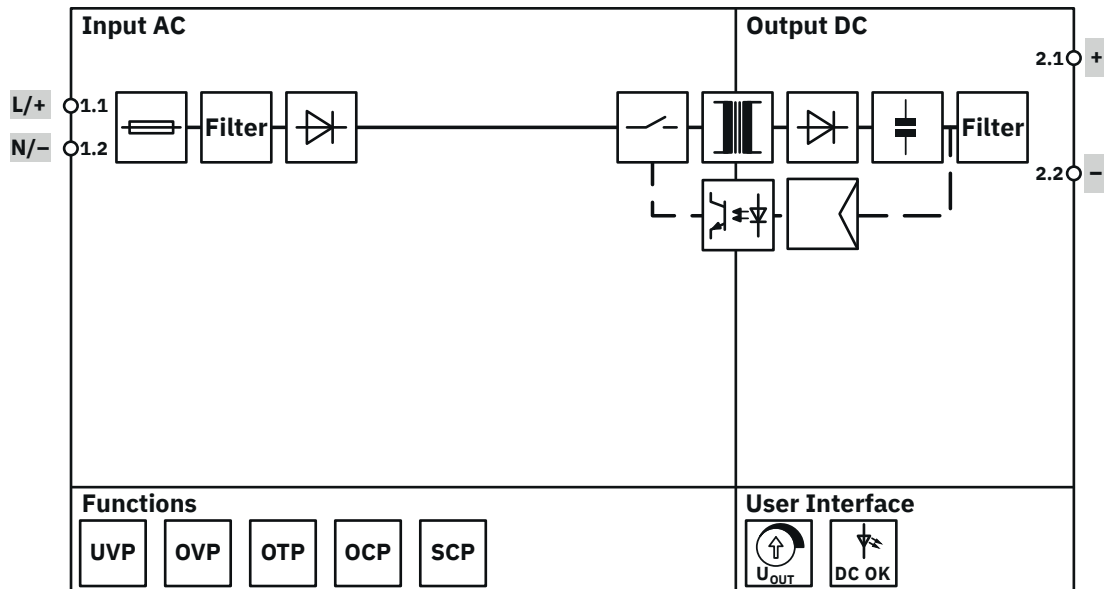 Input AC
Output DC
2.1 +
L/+ 1.1
N/– 1.2
Filter
Filter
2.2 –
Functions
UVP OVP OTP OCP SCP
User Interface
UOUT
DC OK